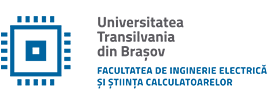 Universitatea
Transilvania
din Brașov
FACULTATEA DE INGINERIE ELECTRICĂ
ȘI ȘTIINȚA CALCULATOARELOR